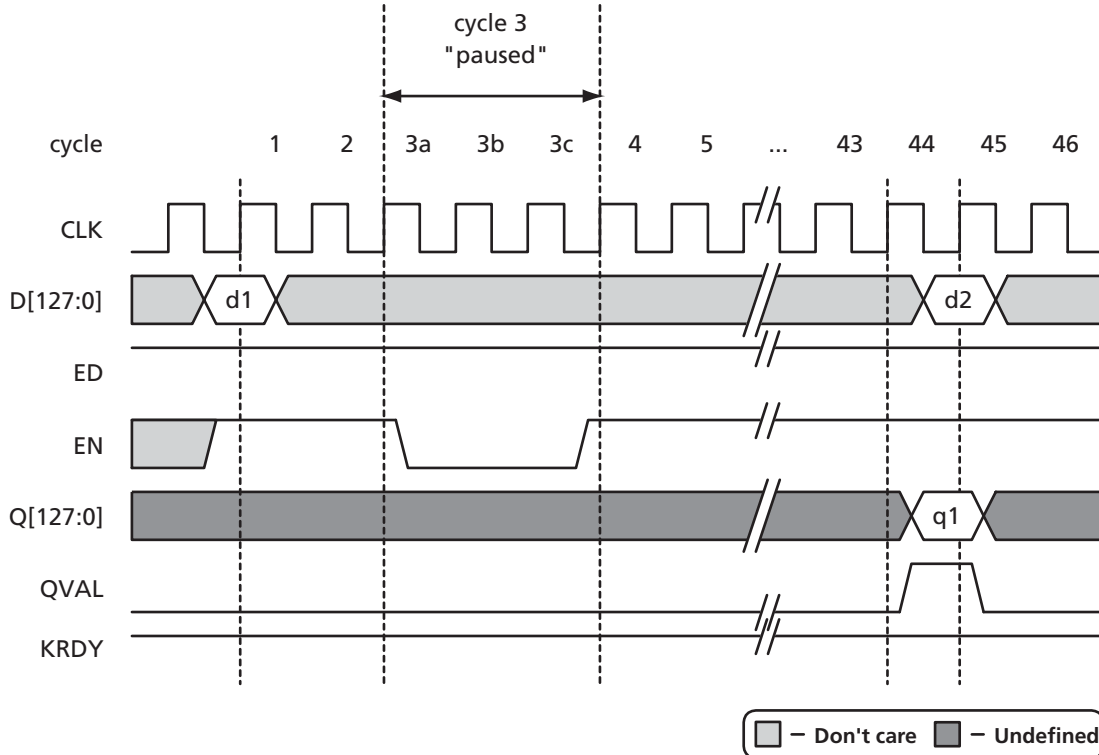 cycle 3
"paused"
cycle 1 2 3a 3b 3c 4 5 ... 43 44 45 46
CLK
D[127:0] d1 d2
ED
EN
Q[127:0] q1
QVAL
KRDY
– Don't care – Undefined